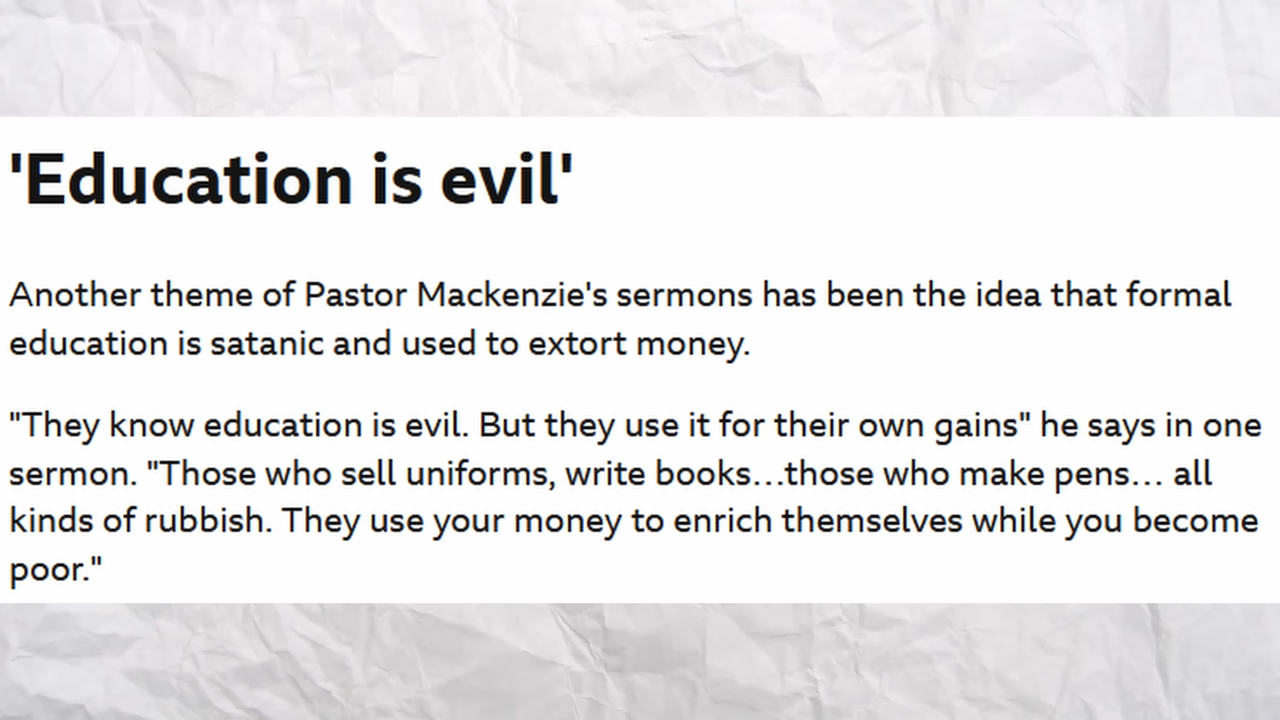 'Education is evil'
Another theme of Pastor Mackenzie's sermons has been the idea that formal
education is satanic and used to extort money.
"They know education is evil. But they use it for their own gains" he says in one
sermon. "Those who sell uniforms, write books…those who make pens… all
kinds of rubbish. They use your money to enrich themselves while you become
poor."